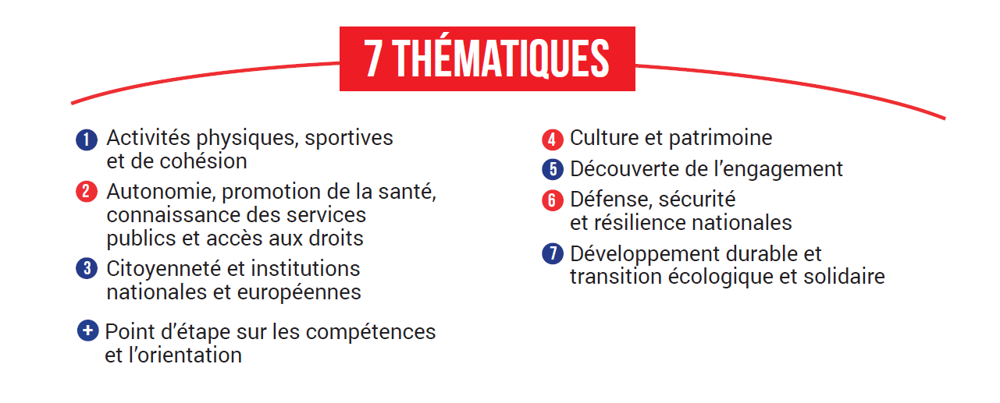 7 THÉMATIQUES
1 Activités physiques, sportives
et de cohésion
2 Autonomie, promotion de la santé,
connaissance des services
publics et accès aux droits
3 Citoyenneté et institutions
nationales et européennes
+ Point d’étape sur les compétences
et l’orientation
4 Culture et patrimoine
5 Découverte de l’engagement
6 Défense, sécurité
et résilience nationales
7 Développement durable et
transition écologique et solidaire